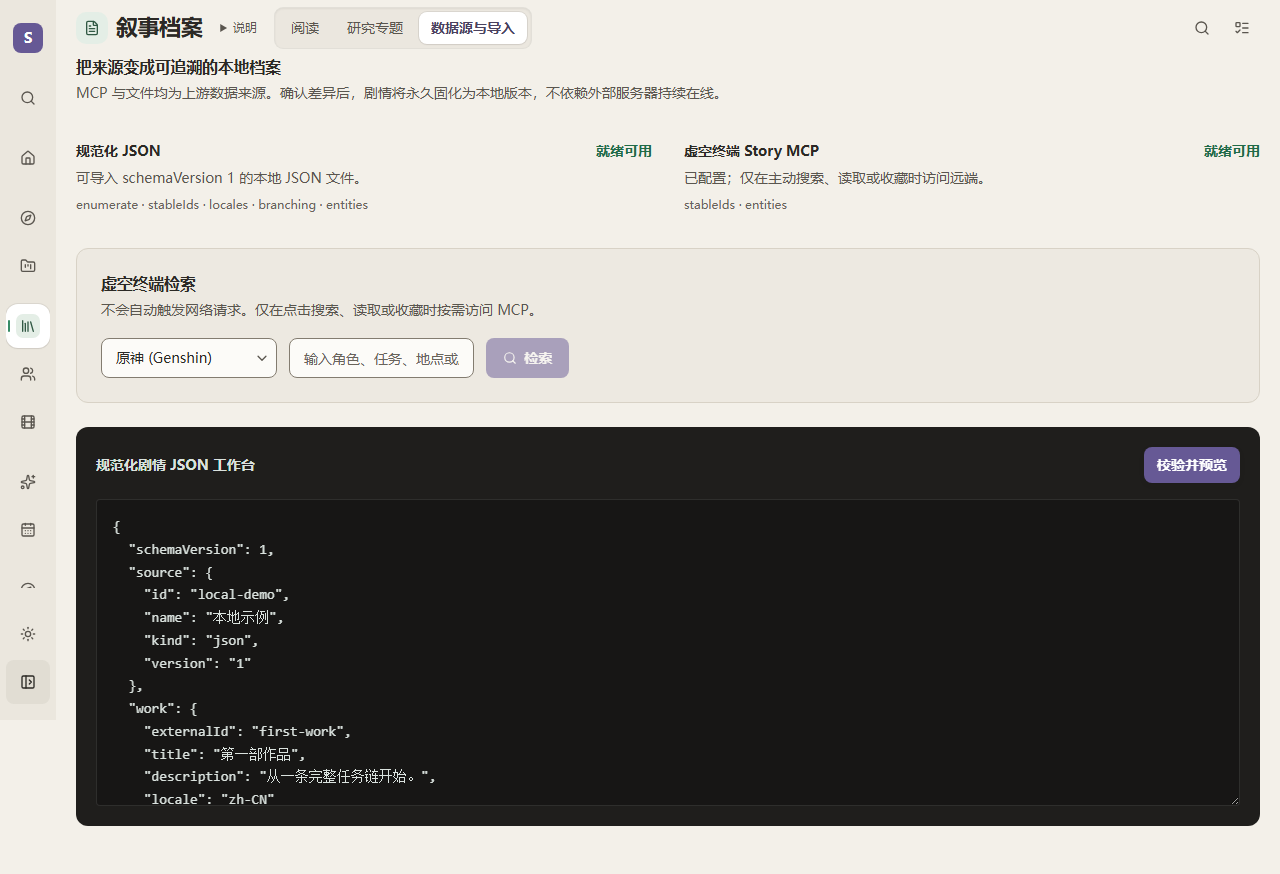 S
叙事档案
说明
阅读
研究专题
数据源与导入
把来源变成可追溯的本地档案
MCP 与文件均为上游数据来源。确认差异后，剧情将永久固化为本地版本，不依赖外部服务器持续在线。
规范化 JSON
就绪可用
可导入 schemaVersion 1 的本地 JSON 文件。
enumerate · stableIds · locales · branching · entities
虚空终端 Story MCP
就绪可用
已配置；仅在主动搜索、读取或收藏时访问远端。
stableIds · entities
虚空终端检索
不会自动触发网络请求。仅在点击搜索、读取或收藏时按需访问 MCP。
原神 (Genshin)
输入角色、任务、地点或
检索
规范化剧情 JSON 工作台
校验并预览
{
"schemaVersion": 1,
"source": {
"id": "local-demo",
"name": "本地示例",
"kind": "json",
"version": "1"
},
"work": {
"externalId": "first-work",
"title": "第一部作品",
"description": "从一条完整任务链开始。",
"locale": "zh-CN"